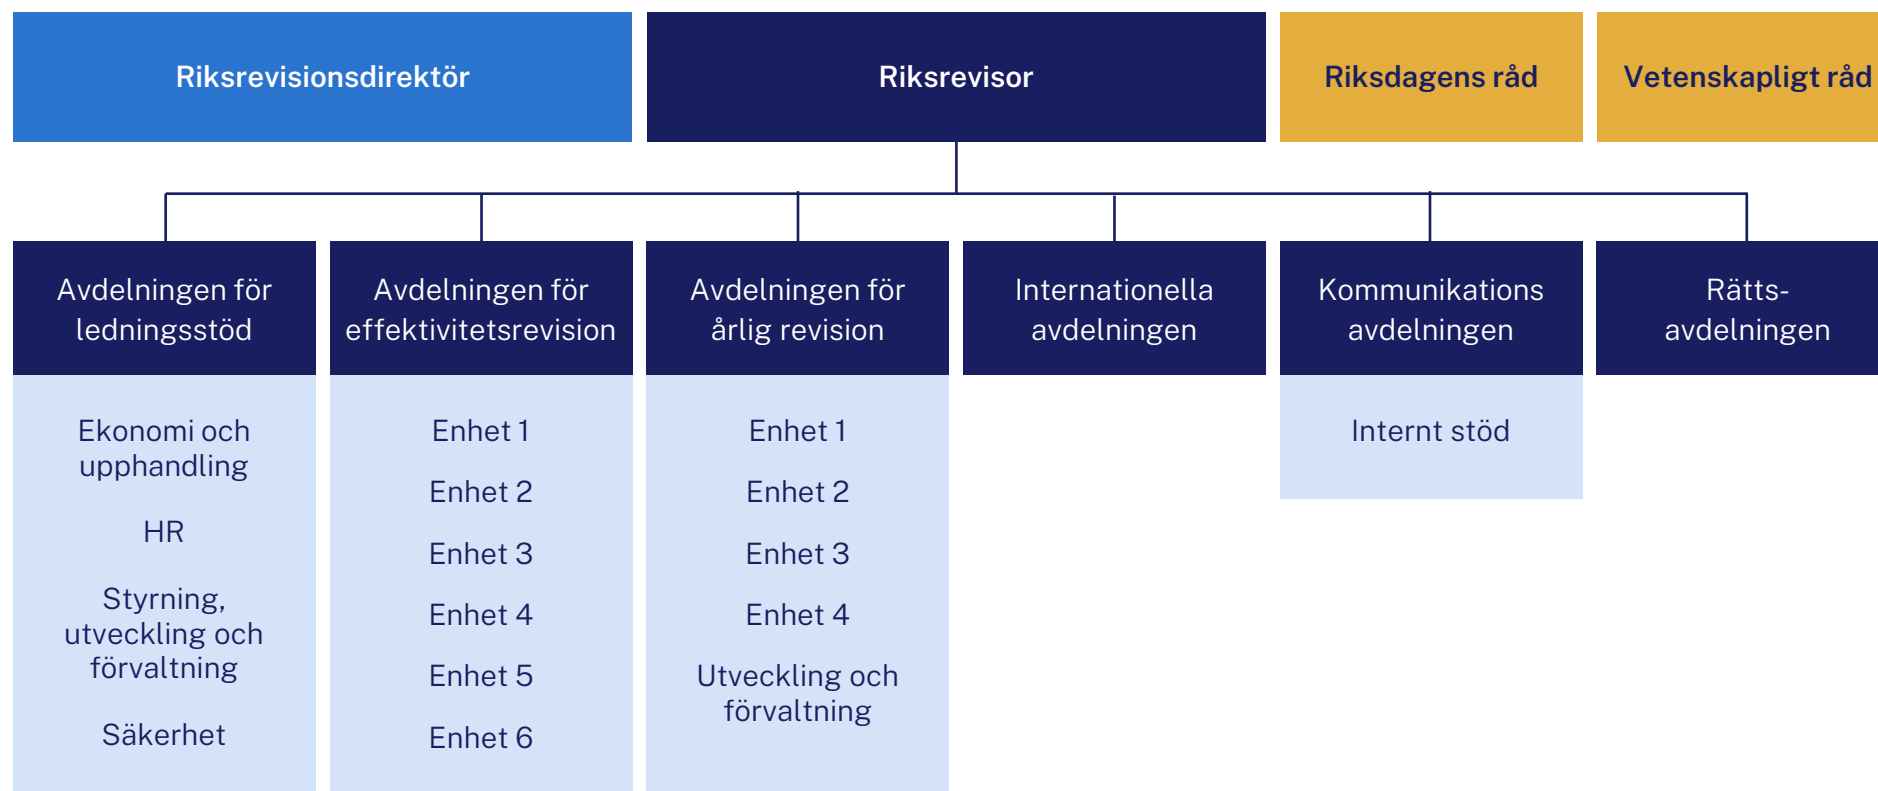 Riksrevisionsdirektör
Riksrevisor
Riksdagens råd
Vetenskapligt råd
Avdelningen för
ledningsstöd
Ekonomi och
upphandling
HR
Styrning,
utveckling och
förvaltning
Säkerhet
Avdelningen för
effektivitetsrevision
Enhet 1
Enhet 2
Enhet 3
Enhet 4
Enhet 5
Enhet 6
Avdelningen för
årlig revision
Enhet 1
Enhet 2
Enhet 3
Enhet 4
Utveckling och
förvaltning
Internationella
avdelningen
Kommunikations
avdelningen
Internt stöd
Rätts-
avdelningen